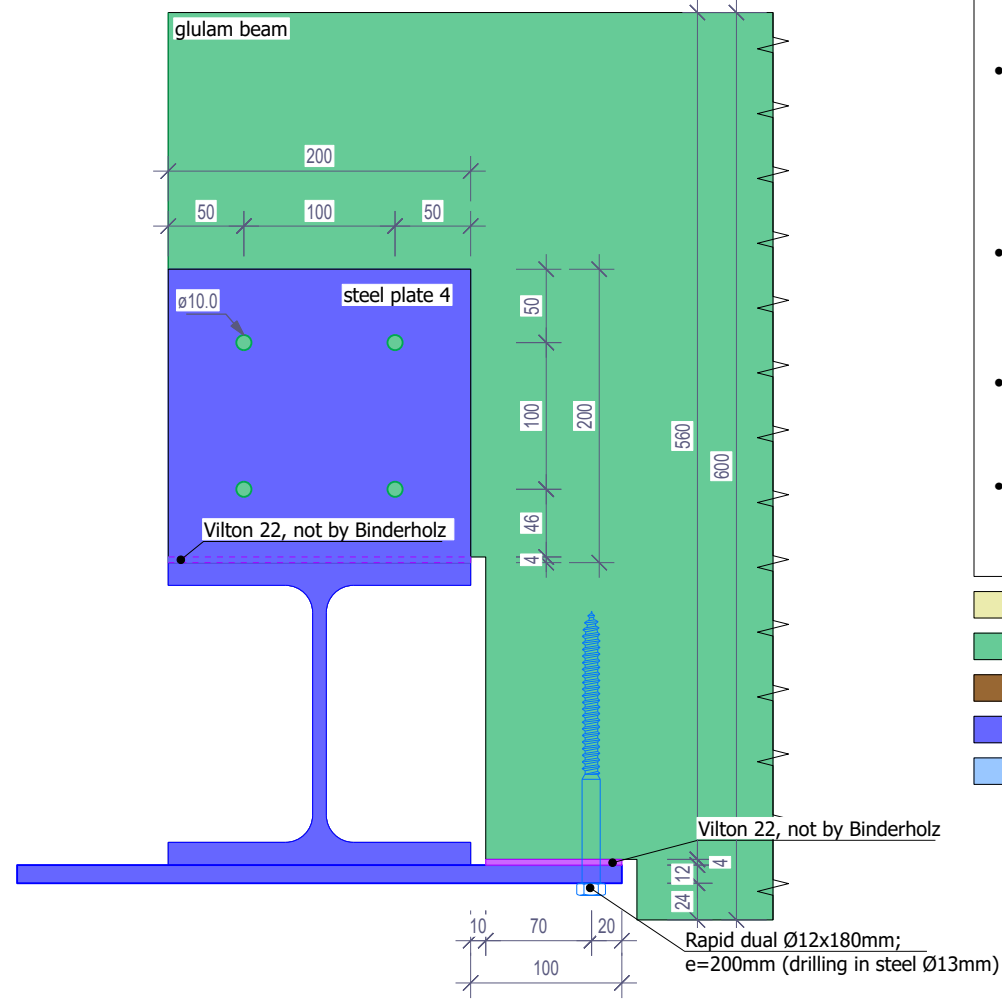 glulam beam
200
50
100
50
steel plate 4
ø10.0
50
100
200
46
4
560
600
Vilton 22, not by Binderholz
Vilton 22, not by Binderholz
4
12
24
10
70
20
100
Rapid dual Ø12x180mm;
e=200mm (drilling in steel Ø13mm)